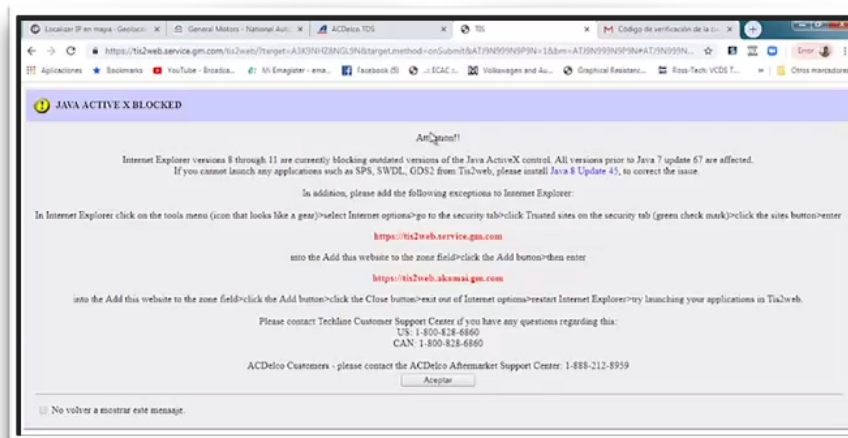 Localizar IP en mapa - Geoloc
General Motors - National Aut
ACDelco TDS
TIS
Código de verificación de la c
https://tis2web.service.gm.com/tis2web/
Error
Aplicaciones
Bookmarks
YouTube - Broadca...
Mi Emagister - ema...
Facebook (5)
.::ECAC
Volkswagen and Au...
Graphical Resistanc...
Ross-Tech: VCDS T...
Otros marcadores
JAVA ACTIVE X BLOCKED
Internet Explorer versions 8 through 11 are currently blocking outdated versions of the Java ActiveX control. All versions prior to Java 7 update 67 are affected.
If you cannot launch any applications such as SPS, SWDL, GDS2 from Tis2web, please install Java 8 Update 45, to correct the issue.
In addition, please add the following exceptions to Internet Explorer:
In Internet Explorer click on the tools menu (icon that looks like a gear)>select Internet options>go to the security tab>click Trusted sites on the security tab (green check mark)>click the sites button>enter
https://tis2web.service.gm.com
into the Add this website to the zone field>click the Add button>then enter
https://tis2web.akamai.gm.com
into the Add this website to the zone field>click the Add button>click the Close button>exit out of Internet options>restart Internet Explorer>try launching your applications in Tis2web.
Please contact Techline Customer Support Center if you have any questions regarding this:
US: 1-800-828-6860
CAN: 1-800-828-6860
ACDelco Customers - please contact the ACDelco Aftermarket Support Center: 1-888-212-8959
Aceptar
No volver a mostrar este mensaje.